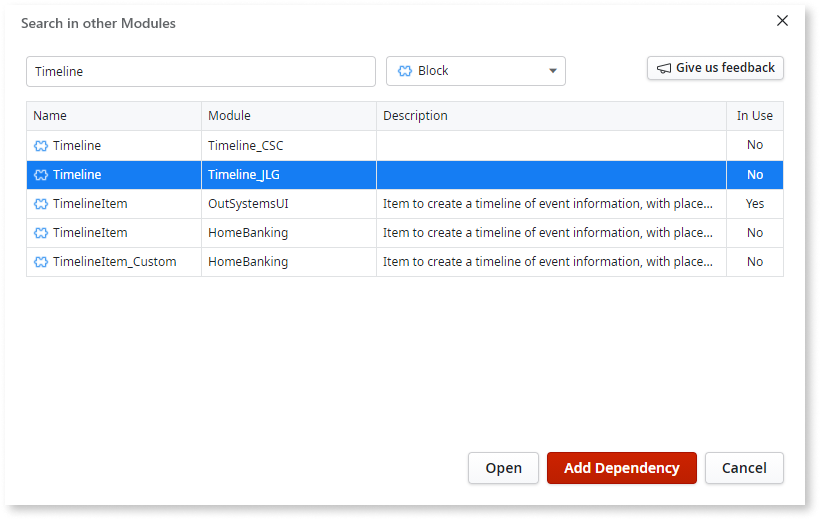 Search in other Modules
Timeline Block Give us feedback
Name Module Description In Use
Timeline Timeline_CSC No
Timeline Timeline_JLG No
TimelineItem OutSystemsUI Item to create a timeline of event information, with place... Yes
TimelineItem HomeBanking Item to create a timeline of event information, with place... No
TimelineItem_Custom HomeBanking Item to create a timeline of event information, with place... No
Open Add Dependency Cancel